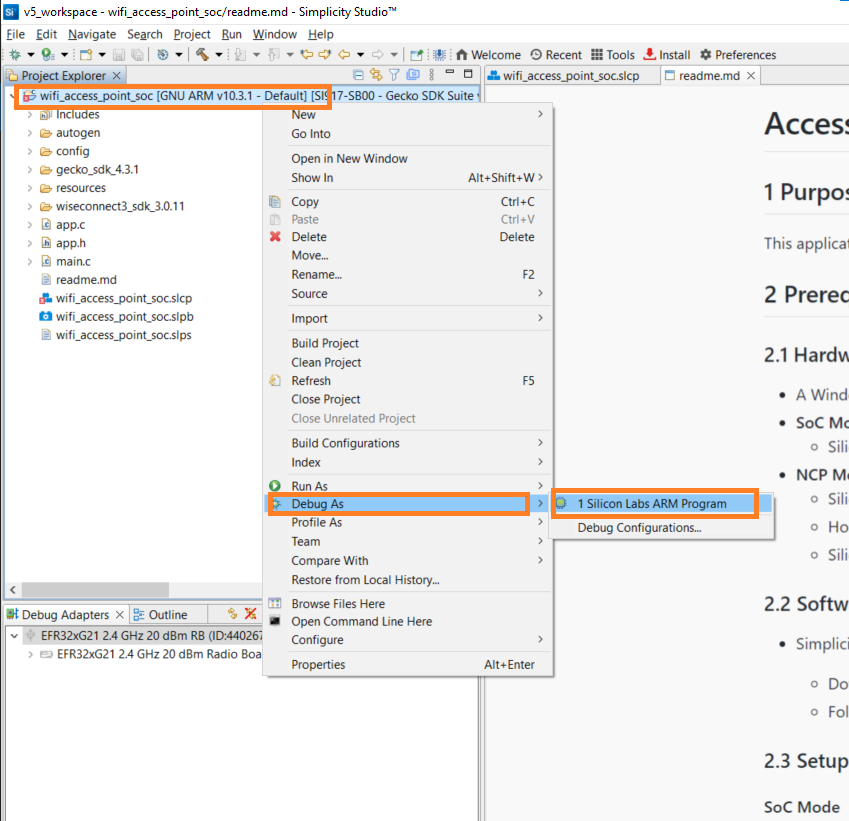 v5_workspace - wifi_access_point_soc/readme.md - Simplicity Studio™
File Edit Navigate Search Project Run Window Help
Welcome Recent Tools Install Preferences
Project Explorer
wifi_access_point_soc [GNU ARM v10.3.1 - Default] [SI917-SB00 - Gecko SDK Suite
Includes
autogen
config
gecko_sdk_4.3.1
resources
wiseconnect3_sdk_3.0.11
app.c
app.h
main.c
readme.md
wifi_access_point_soc.slcp
wifi_access_point_soc.slpb
wifi_access_point_soc.slps
New
Go Into
Open in New Window
Show In Alt+Shift+W
Copy Ctrl+C
Paste Ctrl+V
Delete Delete
Move...
Rename... F2
Source
Import
Build Project
Clean Project
Refresh F5
Close Project
Close Unrelated Project
Build Configurations
Index
Run As
Debug As
Profile As
Team
Compare With
Restore from Local History...
Browse Files Here
Open Command Line Here
Configure
Properties Alt+Enter
1 Silicon Labs ARM Program
Debug Configurations...
Debug Adapters Outline
EFR32xG21 2.4 GHz 20 dBm RB (ID:440267
EFR32xG21 2.4 GHz 20 dBm Radio Boa
wifi_access_point_soc.slcp readme.md
Access
1 Purpos
This applicat
2 Prereq
2.1 Hardw
A Windo
SoC Mo
Sili
NCP Mo
Sili
Ho
Sili
2.2 Softw
Simplici
Do
Fol
2.3 Setup
SoC Mode